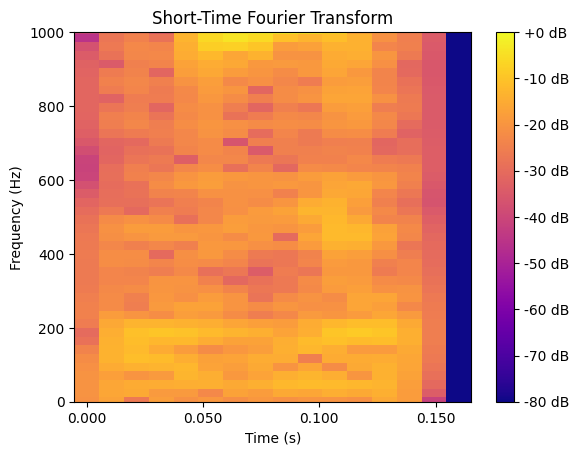 Short-Time Fourier Transform
Frequency (Hz)
1000
800
600
400
200
0
0.000
0.050
0.100
0.150
Time (s)
+0 dB
-10 dB
-20 dB
-30 dB
-40 dB
-50 dB
-60 dB
-70 dB
-80 dB